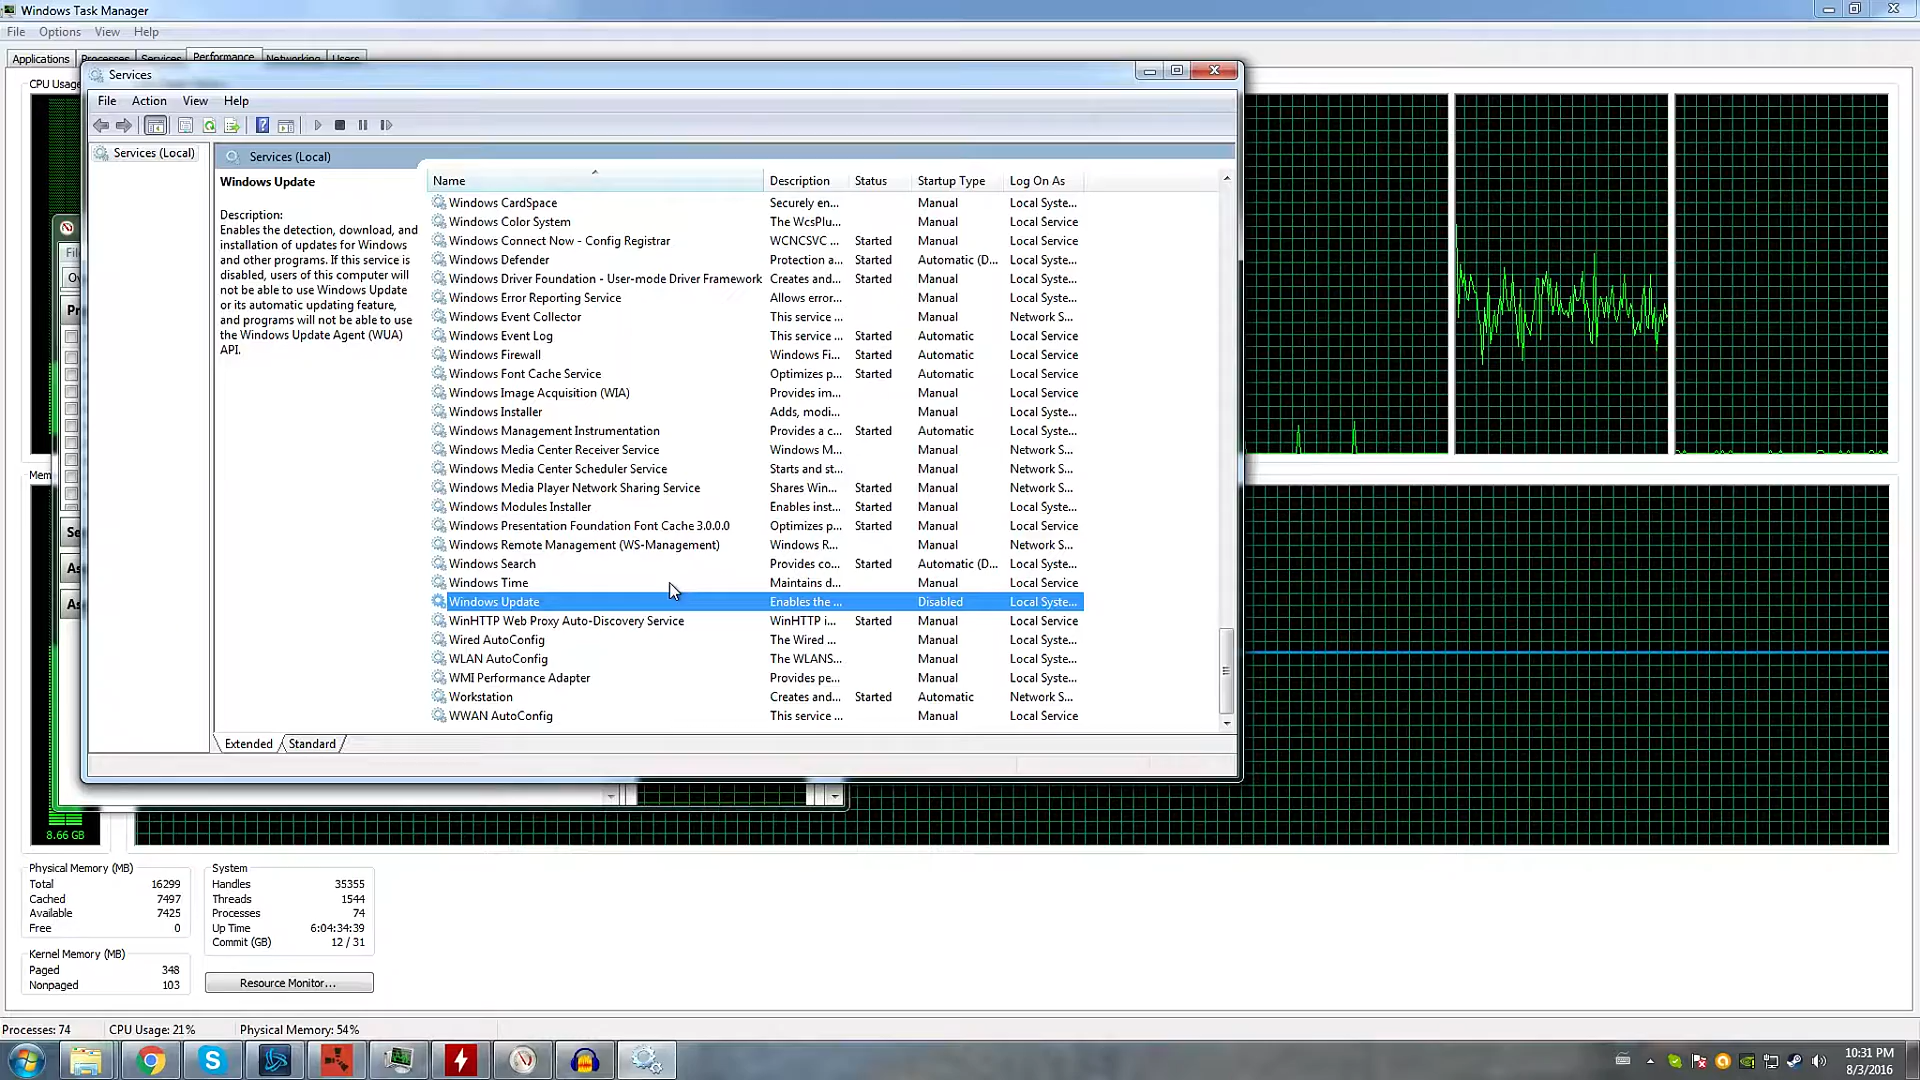 Windows Task Manager
File Options View Help
Applications Processes Services Performance Networking Users
CPU Usage
Services
File Action View Help
Services (Local)
Services (Local)
Windows Update
Description:
Enables the detection, download, and
installation of updates for Windows
and other programs. If this service is
disabled, users of this computer will
not be able to use Windows Update
or its automatic updating feature,
and programs will not be able to use
the Windows Update Agent (WUA)
API.
Name Description Status Startup Type Log On As
Windows CardSpace Securely en... Manual Local Syste...
Windows Color System The WcsPlu... Manual Local Service
Windows Connect Now - Config Registrar WCNCSVC ... Started Manual Local Service
Windows Defender Protection a... Started Automatic (D... Local Syste...
Windows Driver Foundation - User-mode Driver Framework Creates and... Started Manual Local Syste...
Windows Error Reporting Service Allows error... Manual Local Syste...
Windows Event Collector This service ... Manual Network S...
Windows Event Log This service ... Started Automatic Local Service
Windows Firewall Windows Fi... Started Automatic Local Service
Windows Font Cache Service Optimizes p... Started Automatic Local Service
Windows Image Acquisition (WIA) Provides im... Manual Local Service
Windows Installer Adds, modi... Manual Local Syste...
Windows Management Instrumentation Provides a c... Started Automatic Local Syste...
Windows Media Center Receiver Service Windows M... Manual Network S...
Windows Media Center Scheduler Service Starts and st... Manual Network S...
Windows Media Player Network Sharing Service Shares Win... Started Manual Network S...
Windows Modules Installer Enables inst... Started Manual Local Syste...
Windows Presentation Foundation Font Cache 3.0.0.0 Optimizes p... Started Manual Local Service
Windows Remote Management (WS-Management) Windows R... Manual Network S...
Windows Search Provides co... Started Automatic (D... Local Syste...
Windows Time Maintains d... Manual Local Service
Windows Update Enables the ... Disabled Local Syste...
WinHTTP Web Proxy Auto-Discovery Service WinHTTP i... Started Manual Local Service
Wired AutoConfig The Wired ... Manual Local Syste...
WLAN AutoConfig The WLANS... Manual Local Syste...
WMI Performance Adapter Provides pe... Manual Local Syste...
Workstation Creates and... Started Automatic Network S...
WWAN AutoConfig This service ... Manual Local Service
Extended Standard
8.66 GB
Physical Memory (MB)
Total 16299
Cached 7497
Available 7425
Free 0
Kernel Memory (MB)
Paged 348
Nonpaged 103
System
Handles 35355
Threads 1544
Processes 74
Up Time 6:04:34:39
Commit (GB) 12 / 31
Resource Monitor...
Processes: 74 CPU Usage: 21% Physical Memory: 54%
10:31 PM
8/3/2016